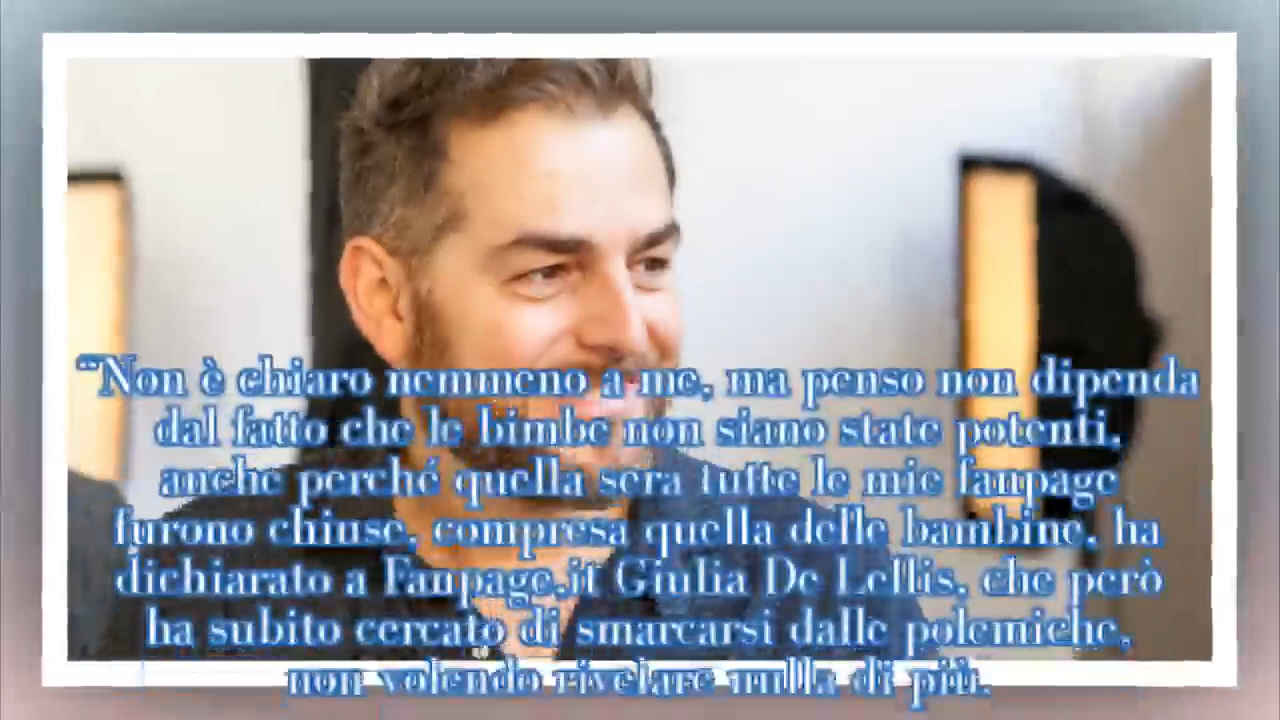 “Non è chiaro nemmeno a me, ma penso non dipenda
dal fatto che le bimbe non siano state potenti,
anche perché quella sera tutte le mie fanpage
furono chiuse, compresa quella delle bambine, ha
dichiarato a Fanpage.it Giulia De Lellis, che però
ha subito cercato di smarcarsi dalle polemiche,
non volendo rivelare nulla di più.